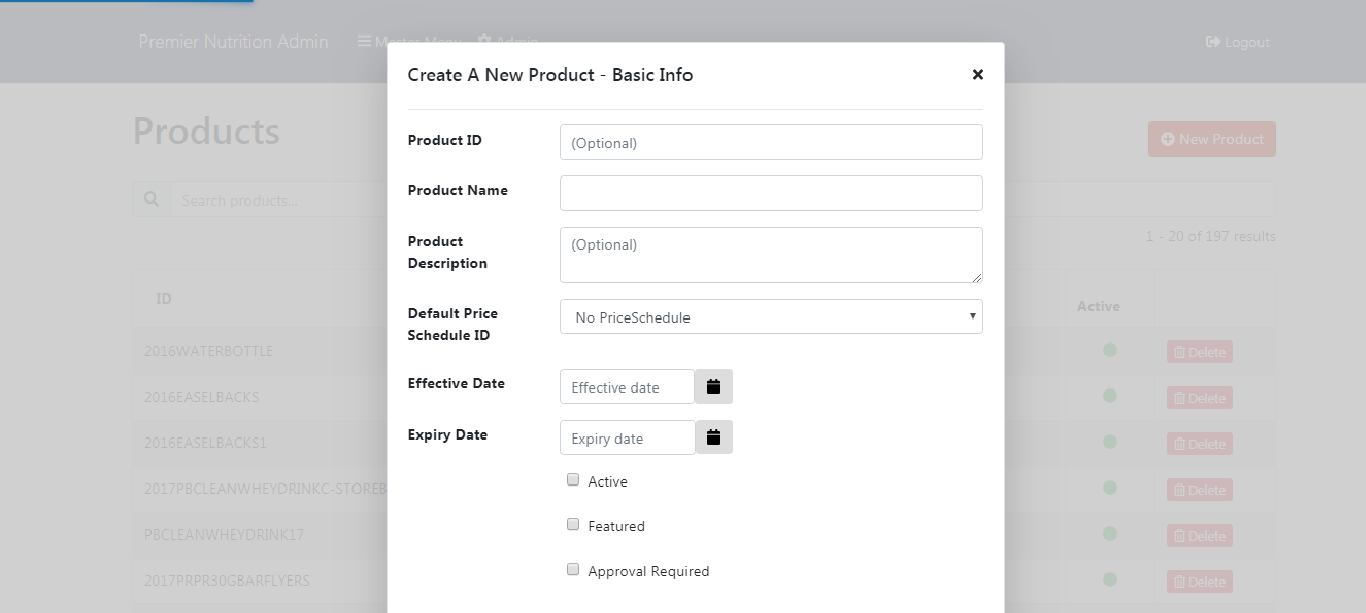 Premier Nutrition Admin
Master Menu
Admin
Logout
Create A New Product - Basic Info
Products
New Product
Product ID
(Optional)
Product Name
Search products...
1 - 20 of 197 results
Product
Description
(Optional)
ID
Active
Default Price
Schedule ID
No PriceSchedule
2016WATERBOTTLE
Delete
Effective Date
Effective date
2016EASELBACKS
Delete
Expiry Date
Expiry date
2016EASELBACKS1
Delete
Active
2017PBCLEANWHEYDRINKC-STOREB
Delete
Featured
PBCLEANWHEYDRINK17
Delete
Approval Required
2017PRPR30GBARFLYERS
Delete